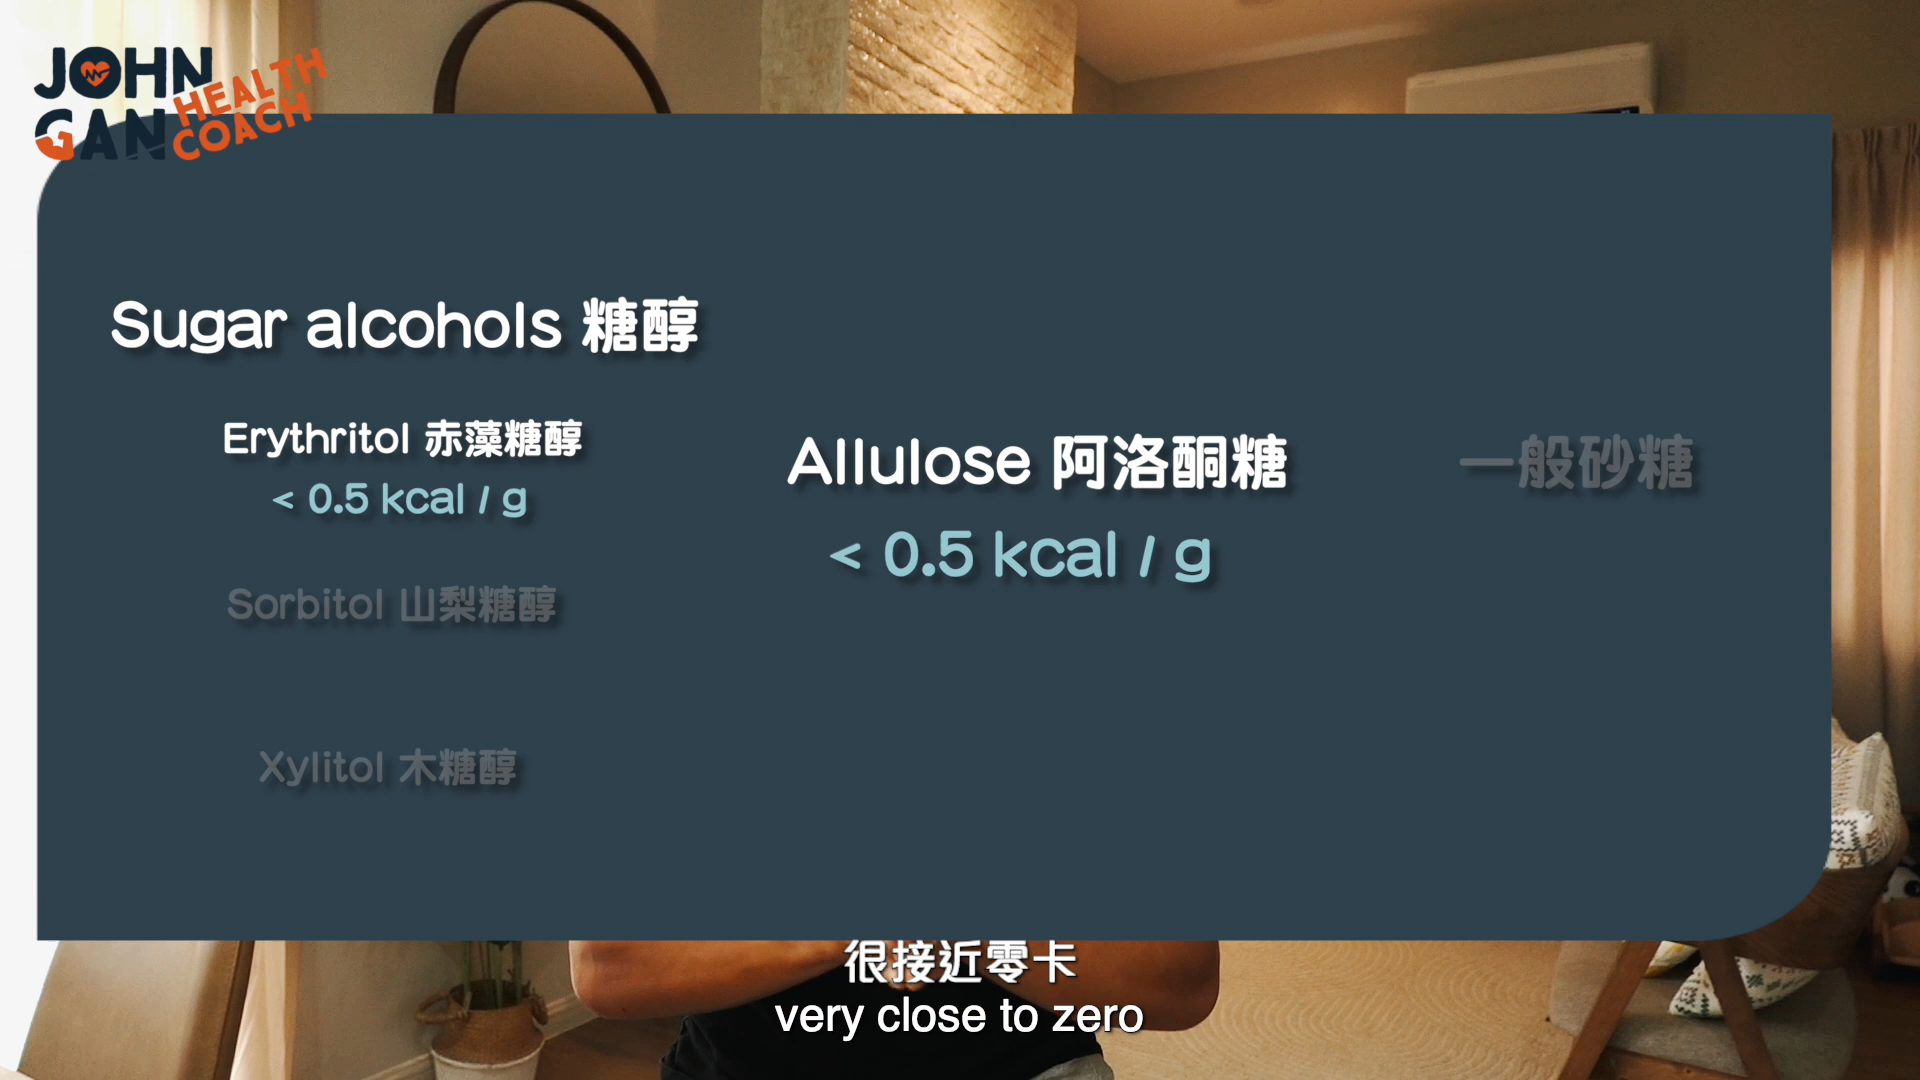 JOHN
GAN
HEALTH
COACH
Sugar alcohols 糖醇
Erythritol 赤藻糖醇
< 0.5 kcal / g
Sorbitol 山梨糖醇
Xylitol 木糖醇
Allulose 阿洛酮糖
< 0.5 kcal / g
一般砂糖
很接近零卡
very close to zero